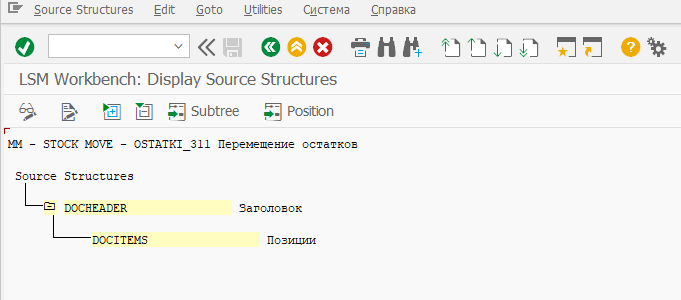 Source Structures Edit Goto Utilities Система Справка
LSM Workbench: Display Source Structures
Subtree Position
MM - STOCK MOVE - OSTATKI_311 Перемещение остатков
Source Structures
DOCHEADER Заголовок
DOCITEMS Позиции